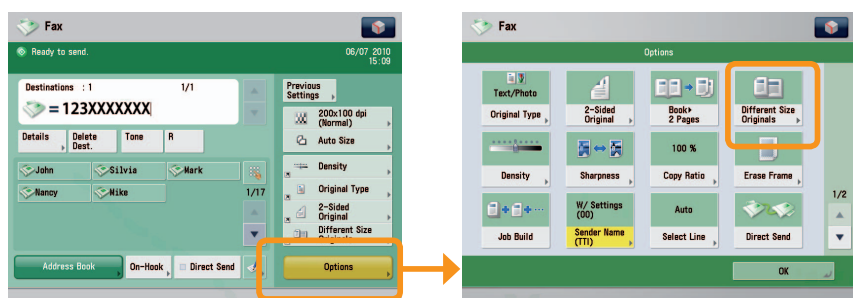 Fax
Ready to send.
06/07 2010
15:09
Destinations : 1
1/1
= 123XXXXXXX
Details
Delete
Dest.
Tone
R
John
Silvia
Mark
Nancy
Mike
1/17
Previous
Settings
200x100 dpi
(Normal)
Auto Size
Density
Original Type
2-Sided
Original
Different Size
Originals
Address Book
On-Hook
Direct Send
Options
Fax
Options
Text/Photo
Original Type
2-Sided
Original
Book▸
2 Pages
Different Size
Originals
Density
Sharpness
100 %
Copy Ratio
Erase Frame
Job Build
W/ Settings
(00)
Sender Name
(TTI)
Auto
Select Line
Direct Send
1/2
OK